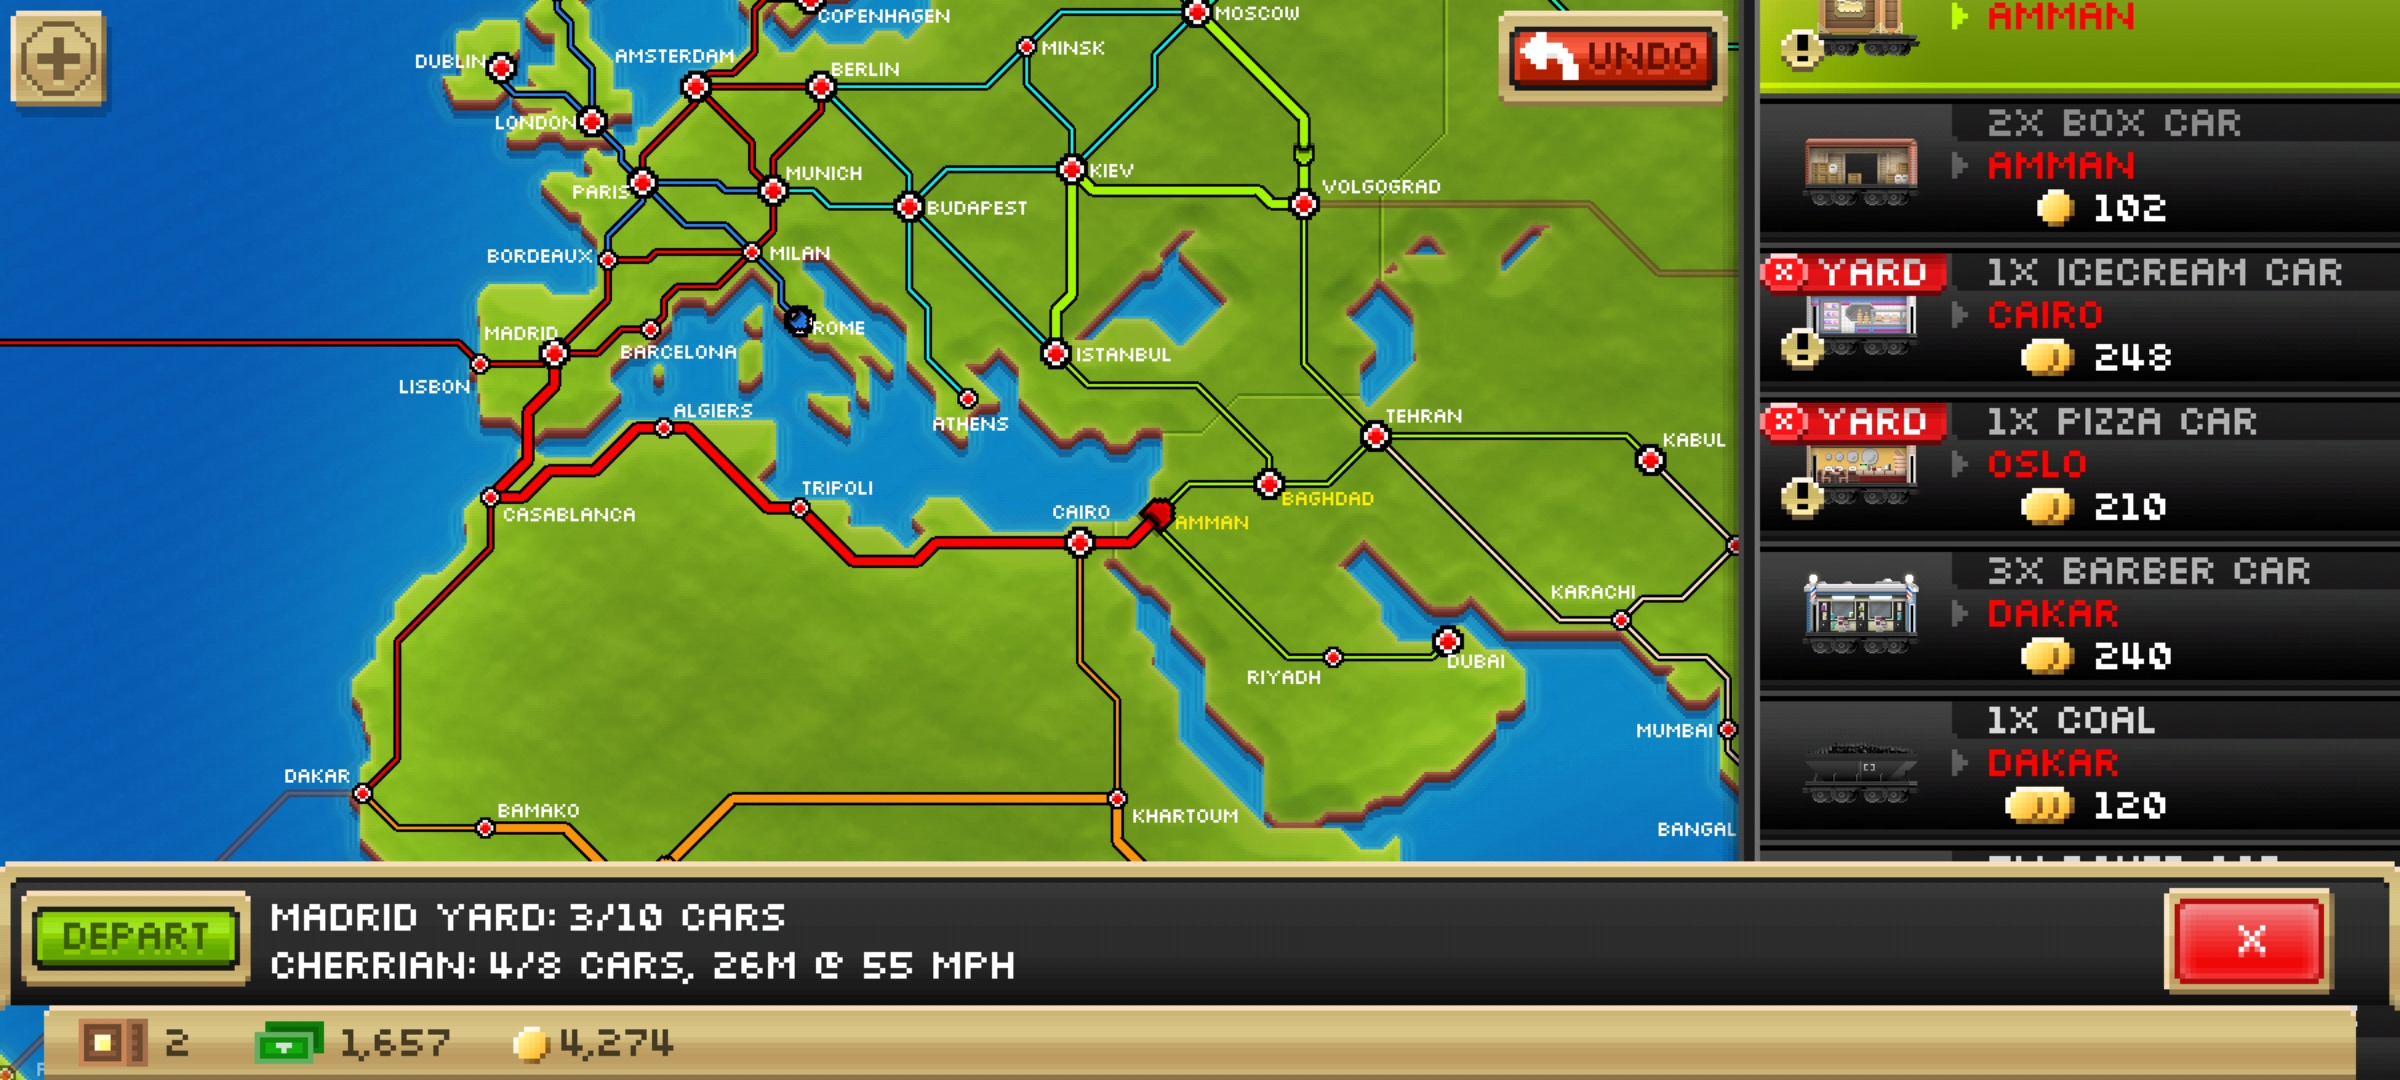 COPENHAGEN
MOSCOW
DUBLIN
AMSTERDAM
MINSK
BERLIN
UNDO
LONDON
PARIS
MUNICH
KIEV
VOLGOGRAD
BUDAPEST
BORDEAUX
MILAN
MADRID
ROME
BARCELONA
ISTANBUL
LISBON
ALGIERS
ATHENS
TEHRAN
KABUL
TRIPOLI
BAGHDAD
CASABLANCA
CAIRO
AMMAN
KARACHI
RIYADH
DUBAI
MUMBAI
DAKAR
BAMAKO
KHARTOUM
BANGAL
AMMAN
2X BOX CAR
AMMAN
102
YARD
1X ICECREAM CAR
CAIRO
248
YARD
1X PIZZA CAR
OSLO
210
3X BARBER CAR
DAKAR
240
1X COAL
DAKAR
120
DEPART
MADRID YARD: 3/10 CARS
CHERRIAN: 4/8 CARS, 26M @ 55 MPH
X
2
1,657
4,274